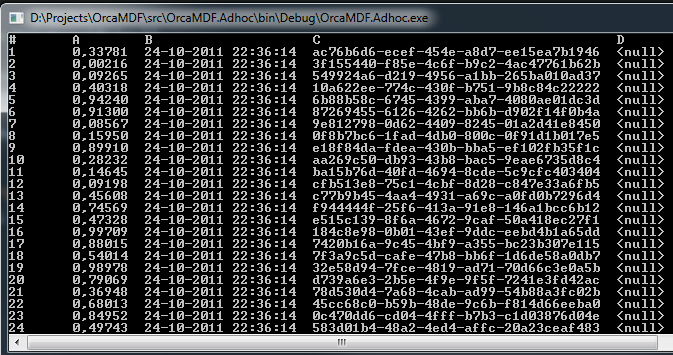 D:\Projects\OrcaMDF\src\OrcaMDF.Adhoc\bin\Debug\OrcaMDF.Adhoc.exe
# A B C D
1 0,33781 24-10-2011 22:36:14 ac76b6d6-ecef-454e-a8d7-ee15ea7b1946 <null>
2 0,00216 24-10-2011 22:36:14 3f155440-f85e-4c6f-b9c2-4ac47761b62b <null>
3 0,09265 24-10-2011 22:36:14 549924a6-d219-4956-a1bb-265ba010ad37 <null>
4 0,40318 24-10-2011 22:36:14 10a622ee-774c-430f-b751-9b8c84c22222 <null>
5 0,94240 24-10-2011 22:36:14 6b88b58c-6745-4399-aba7-4080ae01dc3d <null>
6 0,91300 24-10-2011 22:36:14 87269455-6126-4262-bb6b-d902f14f0b4a <null>
7 0,08567 24-10-2011 22:36:14 9e812798-0d62-4409-8245-01a2d41e8450 <null>
8 0,15950 24-10-2011 22:36:14 0f8b7bc6-1fad-4db0-800c-0f91d1b017e5 <null>
9 0,89910 24-10-2011 22:36:14 e18f84da-fdea-430b-bba5-ef102fb35f1c <null>
10 0,28232 24-10-2011 22:36:14 aa269c50-db93-43b8-bac5-9eae6735d8c4 <null>
11 0,14645 24-10-2011 22:36:14 ba15b76d-40fd-4694-8cde-5c9cfc403404 <null>
12 0,09198 24-10-2011 22:36:14 cfb513e8-75c1-4cbf-8d28-c847e33a6fb5 <null>
13 0,45608 24-10-2011 22:36:14 c77b9b45-4aa4-4931-a69c-a0fd0b7296d4 <null>
14 0,74569 24-10-2011 22:36:14 f944444f-25f6-413a-91e8-146a1bcc6b12 <null>
15 0,47328 24-10-2011 22:36:14 e515c139-8f6a-4672-9caf-50a418ec27f1 <null>
16 0,99709 24-10-2011 22:36:14 184c8e98-0b01-43ef-9ddc-eebd4b1a65dd <null>
17 0,88015 24-10-2011 22:36:14 7420b16a-9c45-4bf9-a355-bc23b307e115 <null>
18 0,54014 24-10-2011 22:36:14 7f3a9c5d-cafe-47b8-bb6f-1d6de58a0db7 <null>
19 0,98978 24-10-2011 22:36:14 32e58d94-7fce-4819-ad71-70d66c3e0a5b <null>
20 0,79069 24-10-2011 22:36:14 d739a6e3-2b5e-4f9e-9f5f-7241e3fd42ac <null>
21 0,36948 24-10-2011 22:36:14 78d530d4-7a68-4cab-ad99-54b88a3fc02b <null>
22 0,68013 24-10-2011 22:36:14 45cc68c0-b59b-48de-9c6b-f814d66eeba0 <null>
23 0,84952 24-10-2011 22:36:14 0c470dd6-cd04-4fff-b7b3-c1d03876d04e <null>
24 0,49743 24-10-2011 22:36:14 583d01b4-48a2-4ed4-affc-20a23ceaf483 <null>